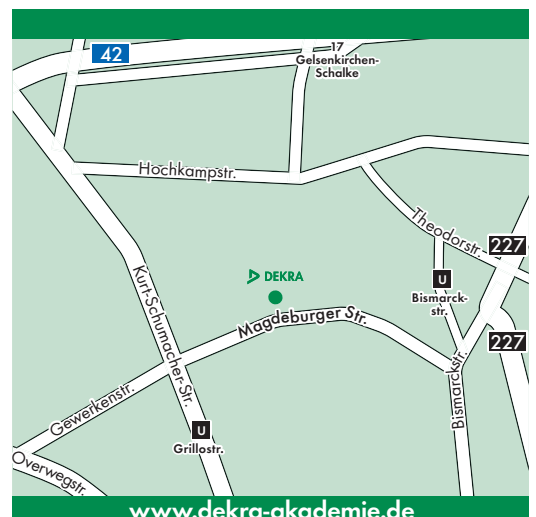 42
17
Gelsenkirchen-
Schalke
Hochkampstr.
Theodorstr.
227
DEKRA
U
Bismarck-
str.
Kurt-Schumacher-Str.
Magdeburger Str.
227
Bismarckstr.
Gewerkenstr.
U
Grillostr.
Overwegstr.
www.dekra-akademie.de